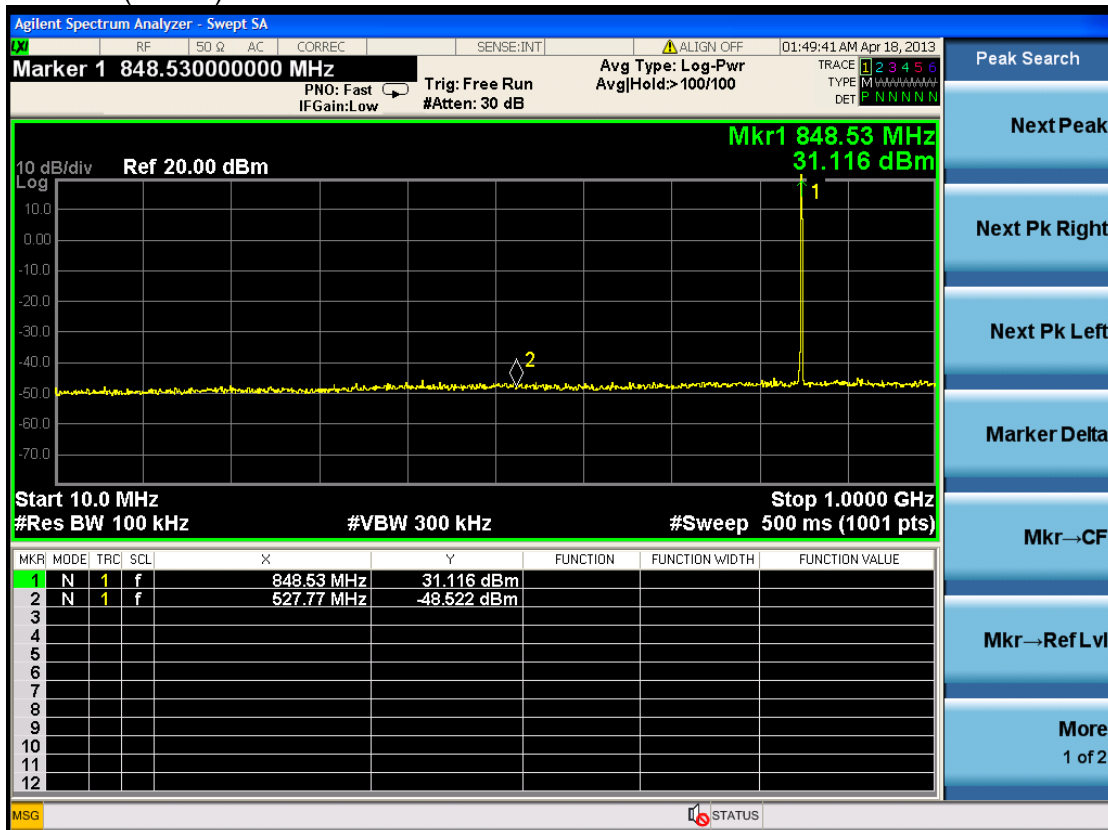 Agilent Spectrum Analyzer - Swept SA
LXI RF 50 Ω AC CORREC SENSE:INT ALIGN OFF 01:49:41 AM Apr 18, 2013
Marker 1 848.530000000 MHz
PNO: Fast
IFGain:Low
Trig: Free Run
#Atten: 30 dB
Avg Type: Log-Pwr
Avg|Hold:>100/100
TRACE 1 2 3 4 5 6
TYPE M WWWWW
DET P N N N N N
Mkr1 848.53 MHz
31.116 dBm
10 dB/div Ref 20.00 dBm
Log
1
10.0
0.00
-10.0
-20.0
-30.0
-40.0
2
-50.0
-60.0
-70.0
Start 10.0 MHz Stop 1.0000 GHz
#Res BW 100 kHz #VBW 300 kHz #Sweep 500 ms (1001 pts)
MKR MODE TRC SCL X Y FUNCTION FUNCTION WIDTH FUNCTION VALUE
1 N 1 f 848.53 MHz 31.116 dBm
2 N 1 f 527.77 MHz -48.522 dBm
3
4
5
6
7
8
9
10
11
12
MSG STATUS
Peak Search
Next Peak
Next Pk Right
Next Pk Left
Marker Delta
Mkr→CF
Mkr→Ref Lvl
More
1 of 2